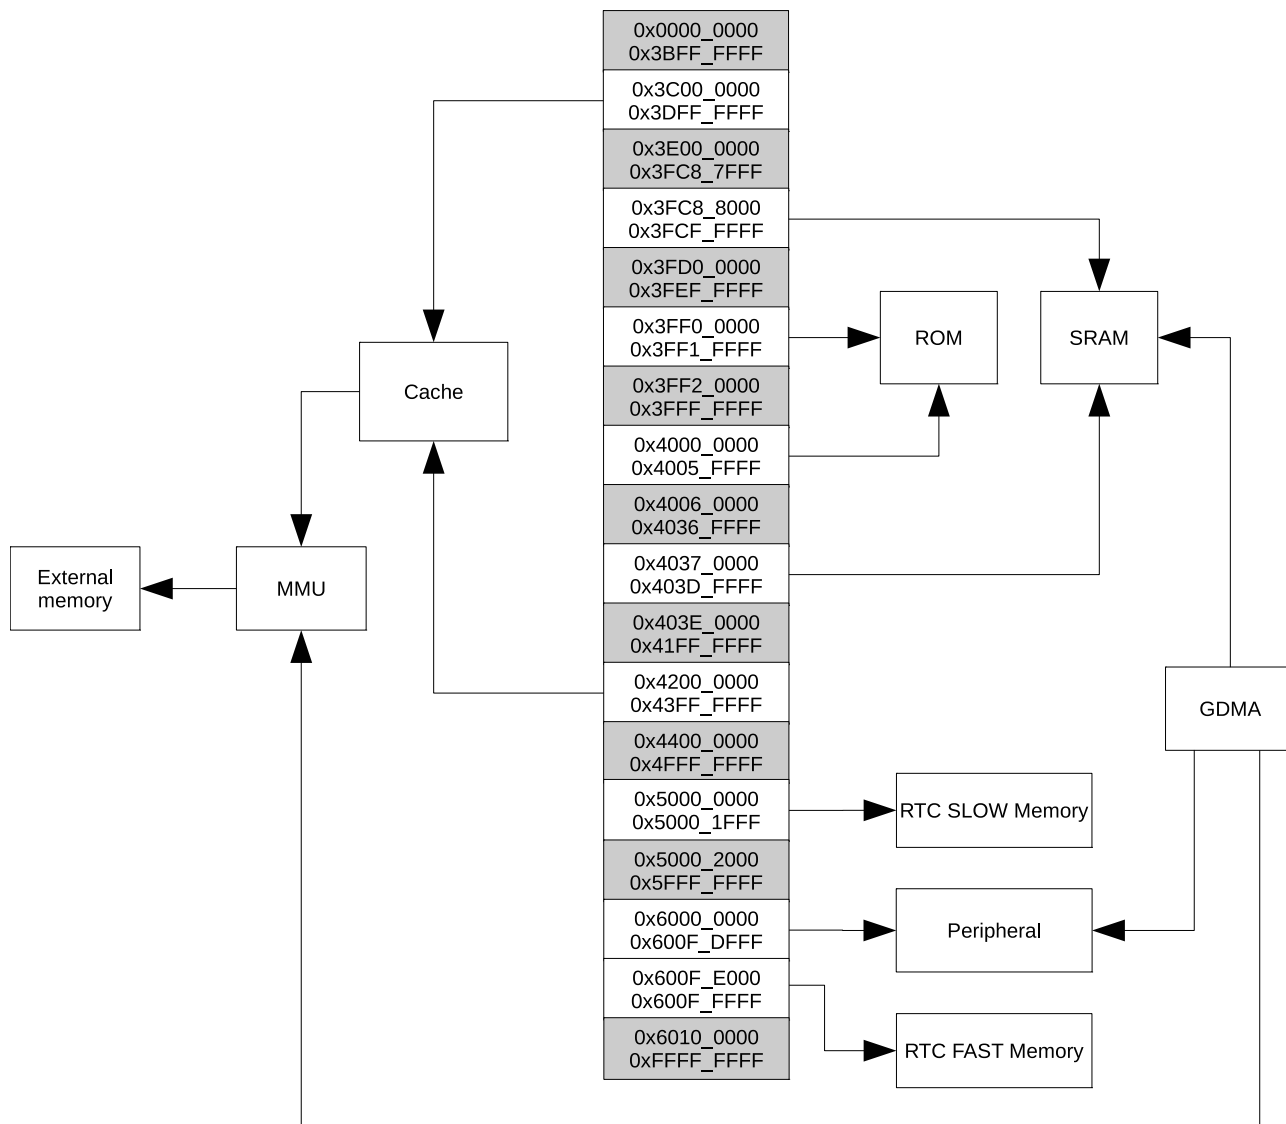 0x0000_0000
0x3BFF_FFFF
0x3C00_0000
0x3DFF_FFFF
0x3E00_0000
0x3FC8_7FFF
0x3FC8_8000
0x3FCF_FFFF
0x3FD0_0000
0x3FEF_FFFF
0x3FF0_0000
0x3FF1_FFFF
0x3FF2_0000
0x3FFF_FFFF
0x4000_0000
0x4005_FFFF
0x4006_0000
0x4036_FFFF
0x4037_0000
0x403D_FFFF
0x403E_0000
0x41FF_FFFF
0x4200_0000
0x43FF_FFFF
0x4400_0000
0x4FFF_FFFF
0x5000_0000
0x5000_1FFF
0x5000_2000
0x5FFF_FFFF
0x6000_0000
0x600F_DFFF
0x600F_E000
0x600F_FFFF
0x6010_0000
0xFFFF_FFFF
Cache
MMU
External
memory
ROM
SRAM
GDMA
RTC SLOW Memory
Peripheral
RTC FAST Memory